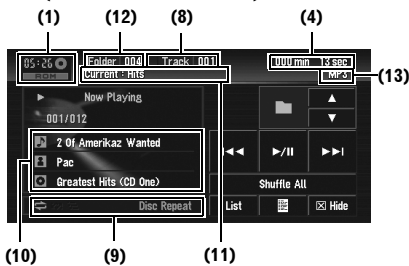 (1) (12) (8) (4)
05:26 Folder 004 Track 001 000 min 13 sec
ROM Current : Hits MP3
(13)
Now Playing
001/012
2 Of Amerikaz Wanted
Pac
Greatest Hits (CD One)
Shuffle All
Disc Repeat List Hide
(10) (9) (11)